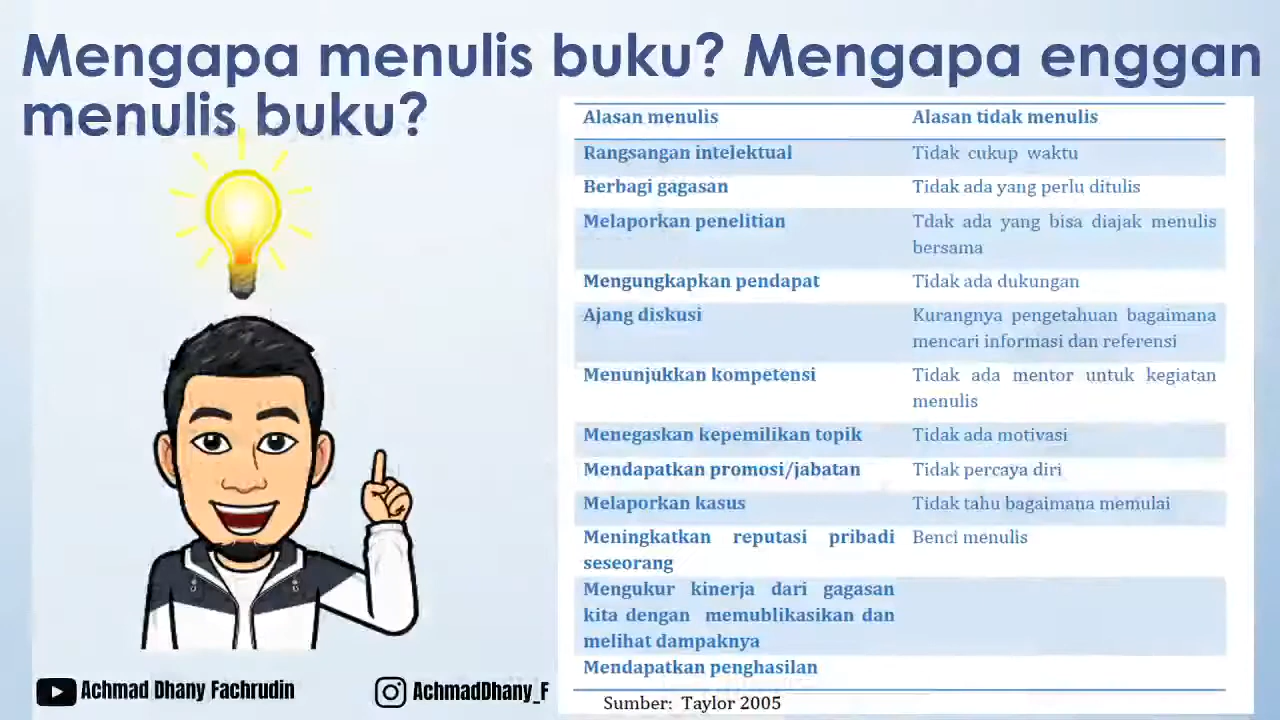 Mengapa menulis buku? Mengapa enggan
menulis buku?
Alasan menulis Alasan tidak menulis
Rangsangan intelektual Tidak cukup waktu
Berbagi gagasan Tidak ada yang perlu ditulis
Melaporkan penelitian Tdak ada yang bisa diajak menulis
bersama
Mengungkapkan pendapat Tidak ada dukungan
Ajang diskusi Kurangnya pengetahuan bagaimana
mencari informasi dan referensi
Menunjukkan kompetensi Tidak ada mentor untuk kegiatan
menulis
Menegaskan kepemilikan topik Tidak ada motivasi
Mendapatkan promosi/jabatan Tidak percaya diri
Melaporkan kasus Tidak tahu bagaimana memulai
Meningkatkan reputasi pribadi Benci menulis
seseorang
Mengukur kinerja dari gagasan
kita dengan memublikasikan dan
melihat dampaknya
Mendapatkan penghasilan
Sumber: Taylor 2005
Achmad Dhany Fachrudin
AchmadDhany_F